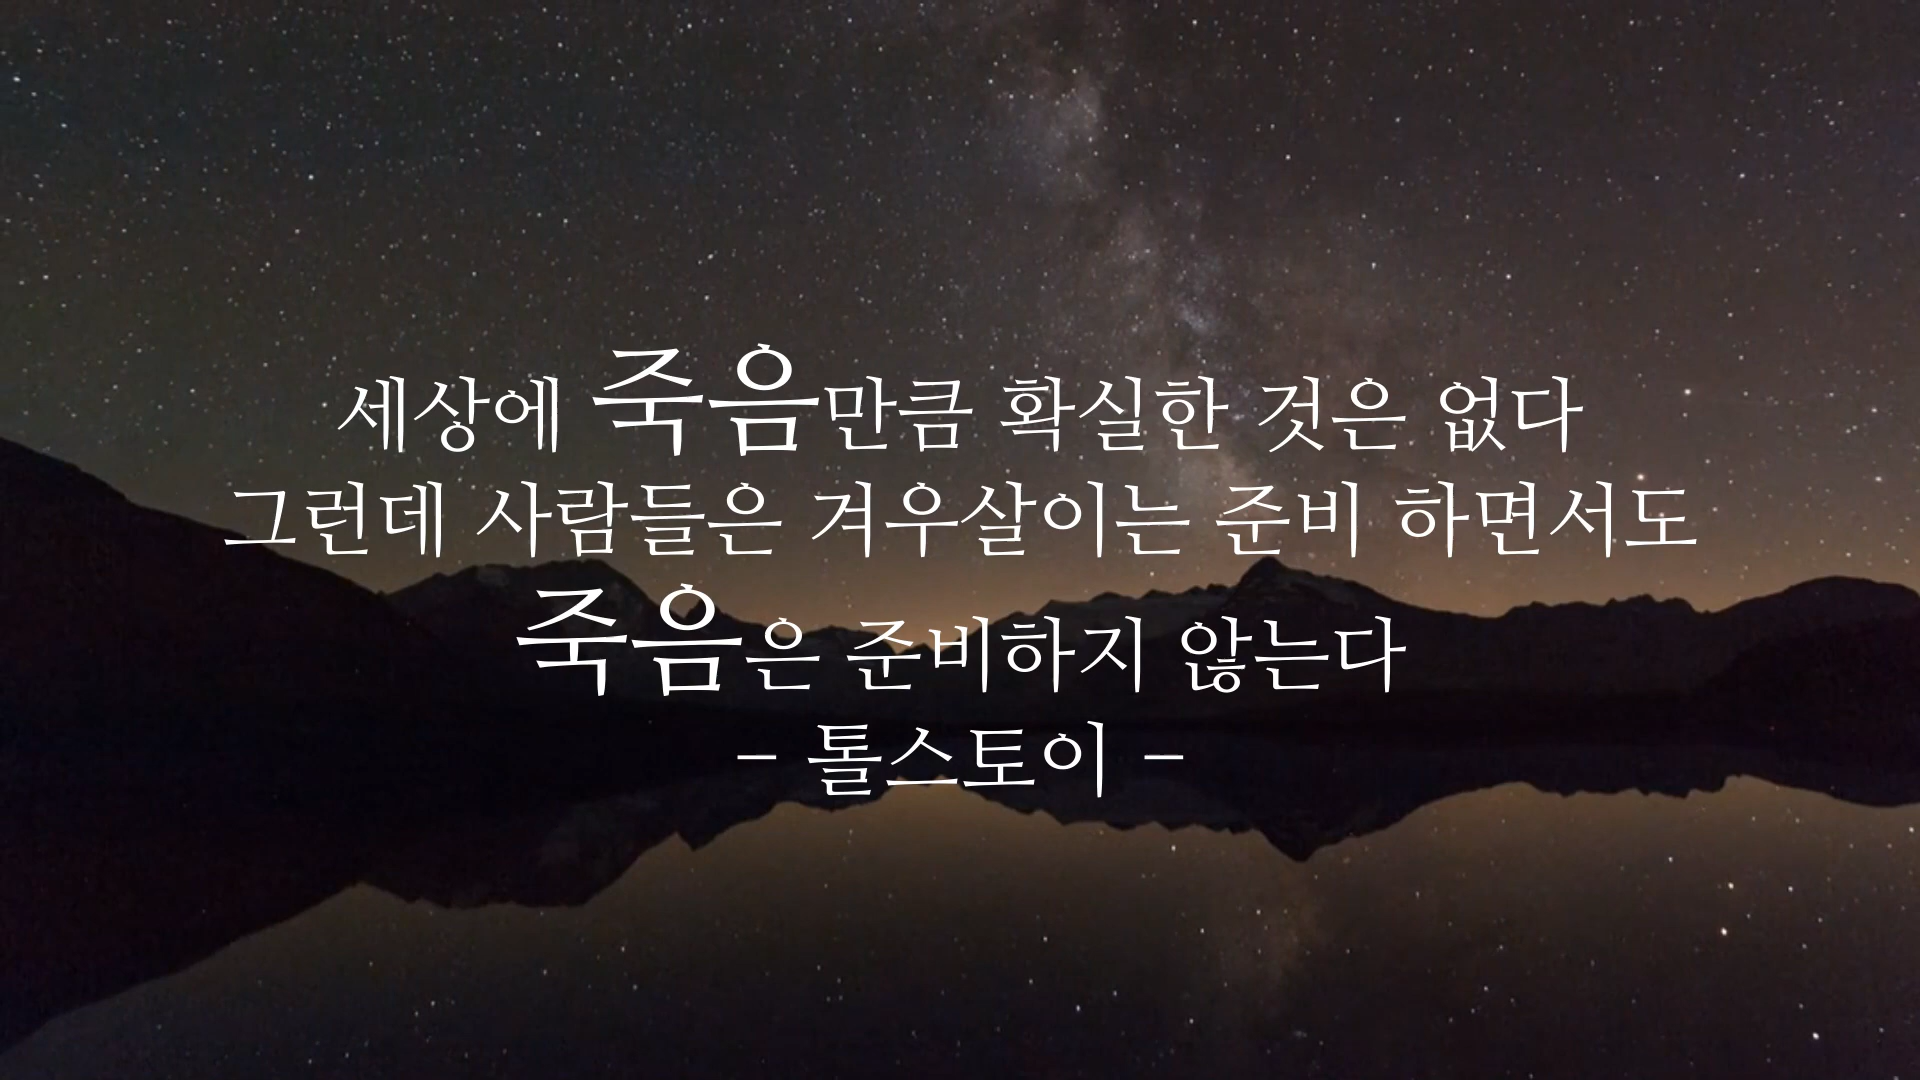 세상에 죽음만큼 확실한 것은 없다
그런데 사람들은 겨우살이는 준비 하면서도
죽음은 준비하지 않는다
- 톨스토이 -